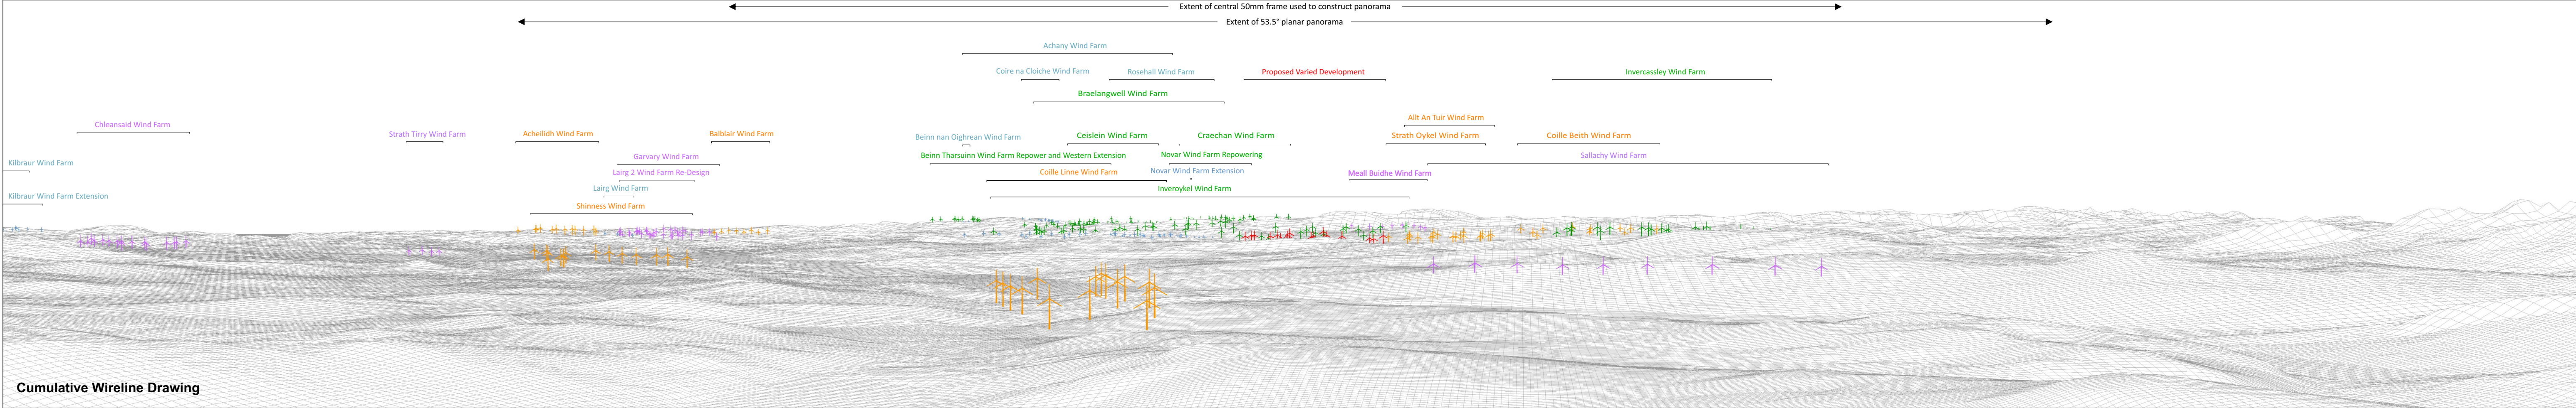 Extent of central 50mm frame used to construct panorama
Extent of 53.5° planar panorama
Achany Wind Farm
Coire na Cloiche Wind Farm
Rosehall Wind Farm
Proposed Varied Development
Invercassley Wind Farm
Braelangwell Wind Farm
Allt An Tuir Wind Farm
Chleansaid Wind Farm
Strath Tirry Wind Farm
Acheilidh Wind Farm
Balblair Wind Farm
Beinn nan Oighrean Wind Farm
Ceislein Wind Farm
Craechan Wind Farm
Strath Oykel Wind Farm
Coille Beith Wind Farm
Kilbraur Wind Farm
Garvary Wind Farm
Beinn Tharsuinn Wind Farm Repower and Western Extension
Novar Wind Farm Repowering
Sallachy Wind Farm
Lairg 2 Wind Farm Re-Design
Coille Linne Wind Farm
Novar Wind Farm Extension
Meall Buidhe Wind Farm
Lairg Wind Farm
Inveroykel Wind Farm
Kilbraur Wind Farm Extension
Shinness Wind Farm
Cumulative Wireline Drawing